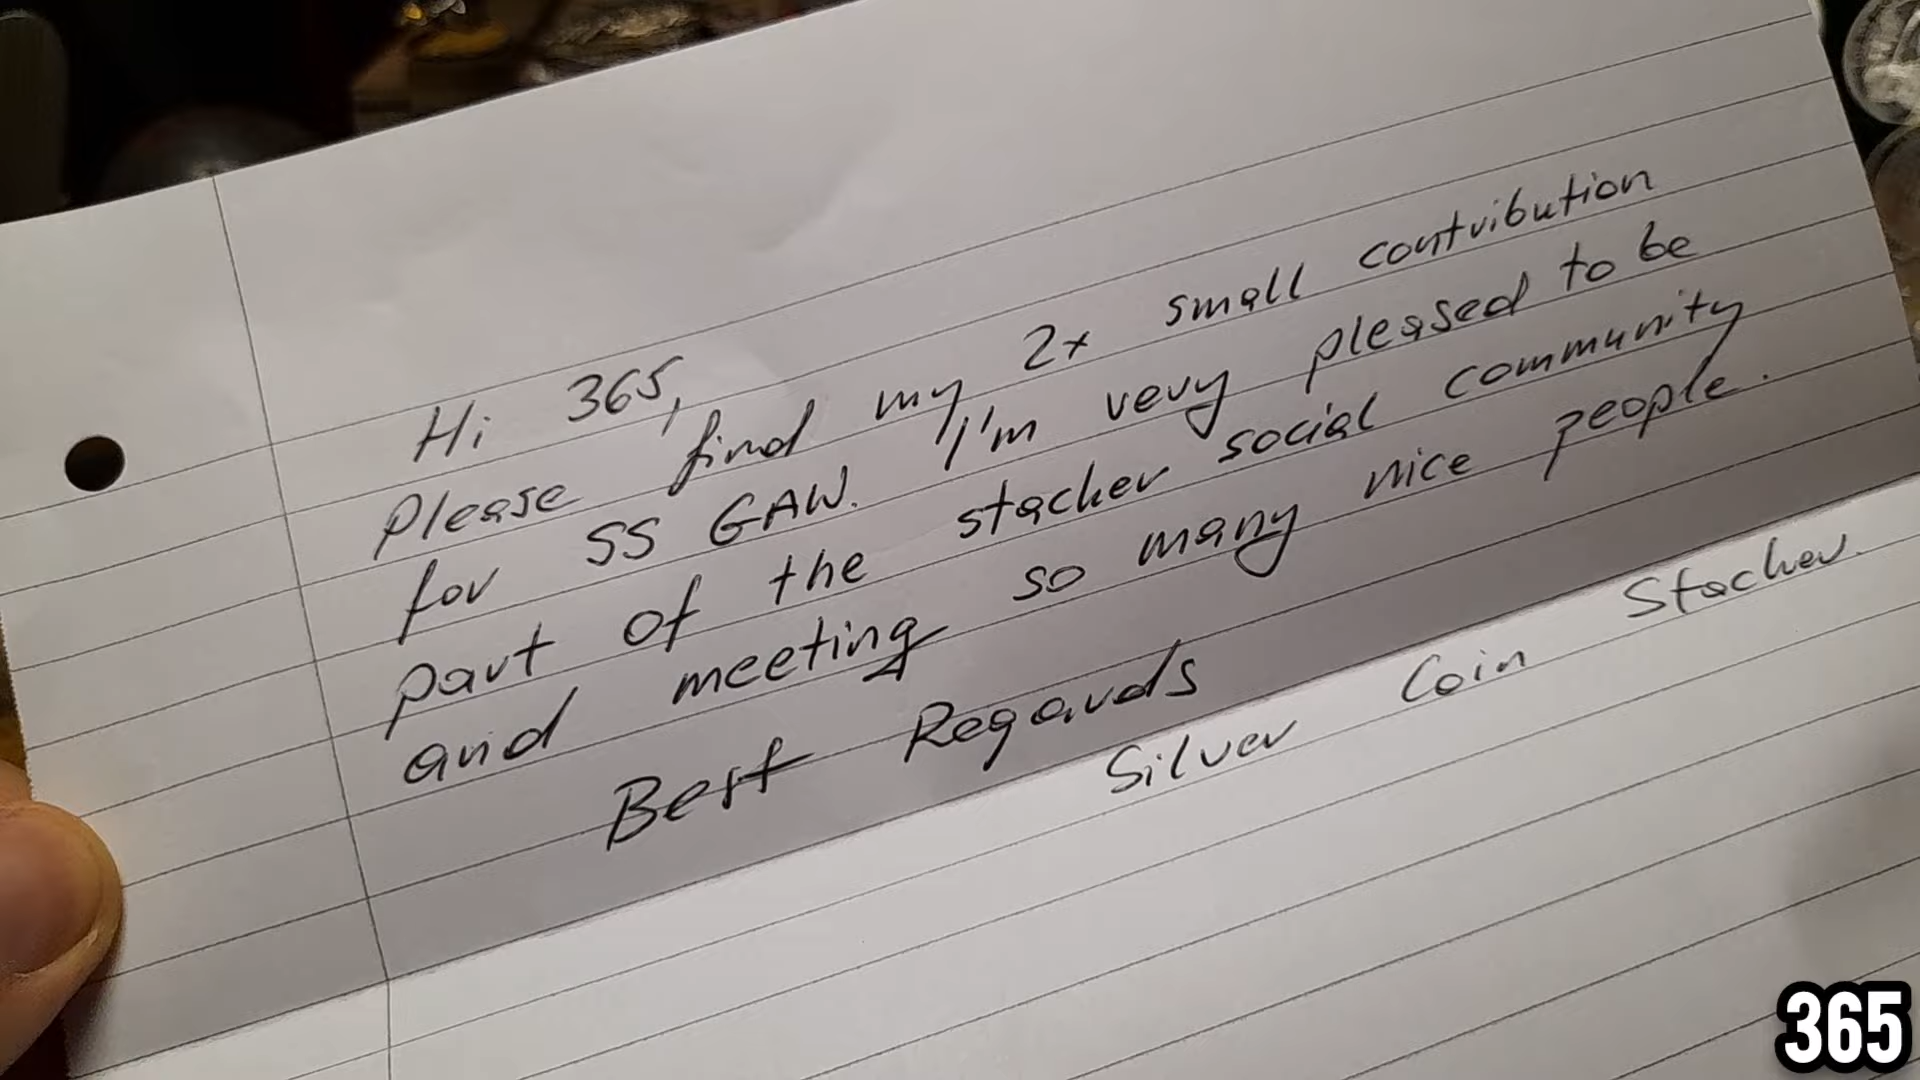 Hi 365,
Please find my 2x small contribution
for SS GAW. I'm very pleased to be
part of the stacker social community
and meeting so many nice people.
Best Regards
Silver Coin Stacker.
365